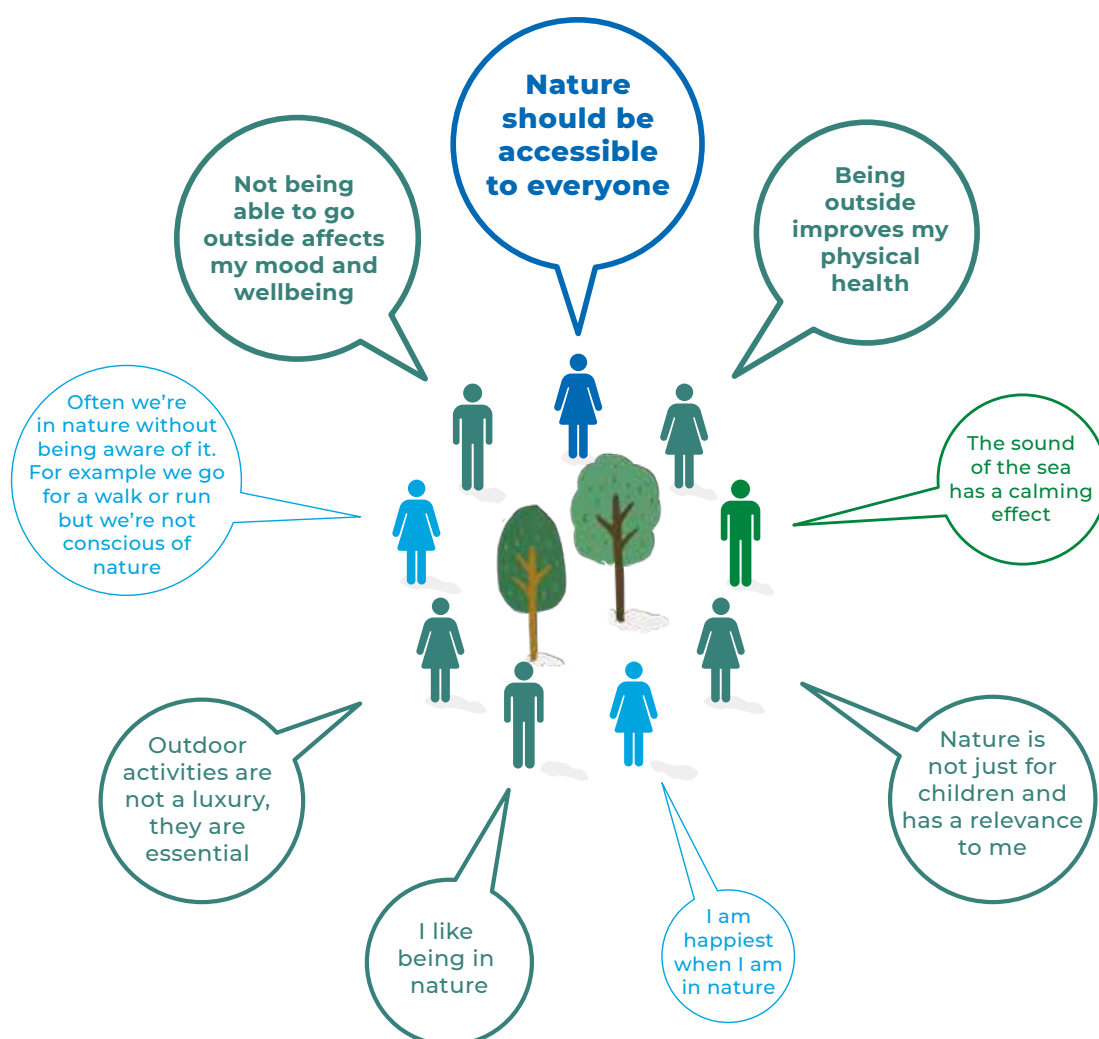 Nature
should be
accessible
to everyone
Not being
able to go
outside affects
my mood and
wellbeing
Being
outside
improves my
physical
health
Often we’re
in nature without
being aware of it.
For example we go
for a walk or run
but we’re not
conscious of
nature
The sound
of the sea
has a calming
effect
Outdoor
activities are
not a luxury,
they are
essential
Nature is
not just for
children and
has a relevance
to me
I like
being in
nature
I am
happiest
when I am
in nature